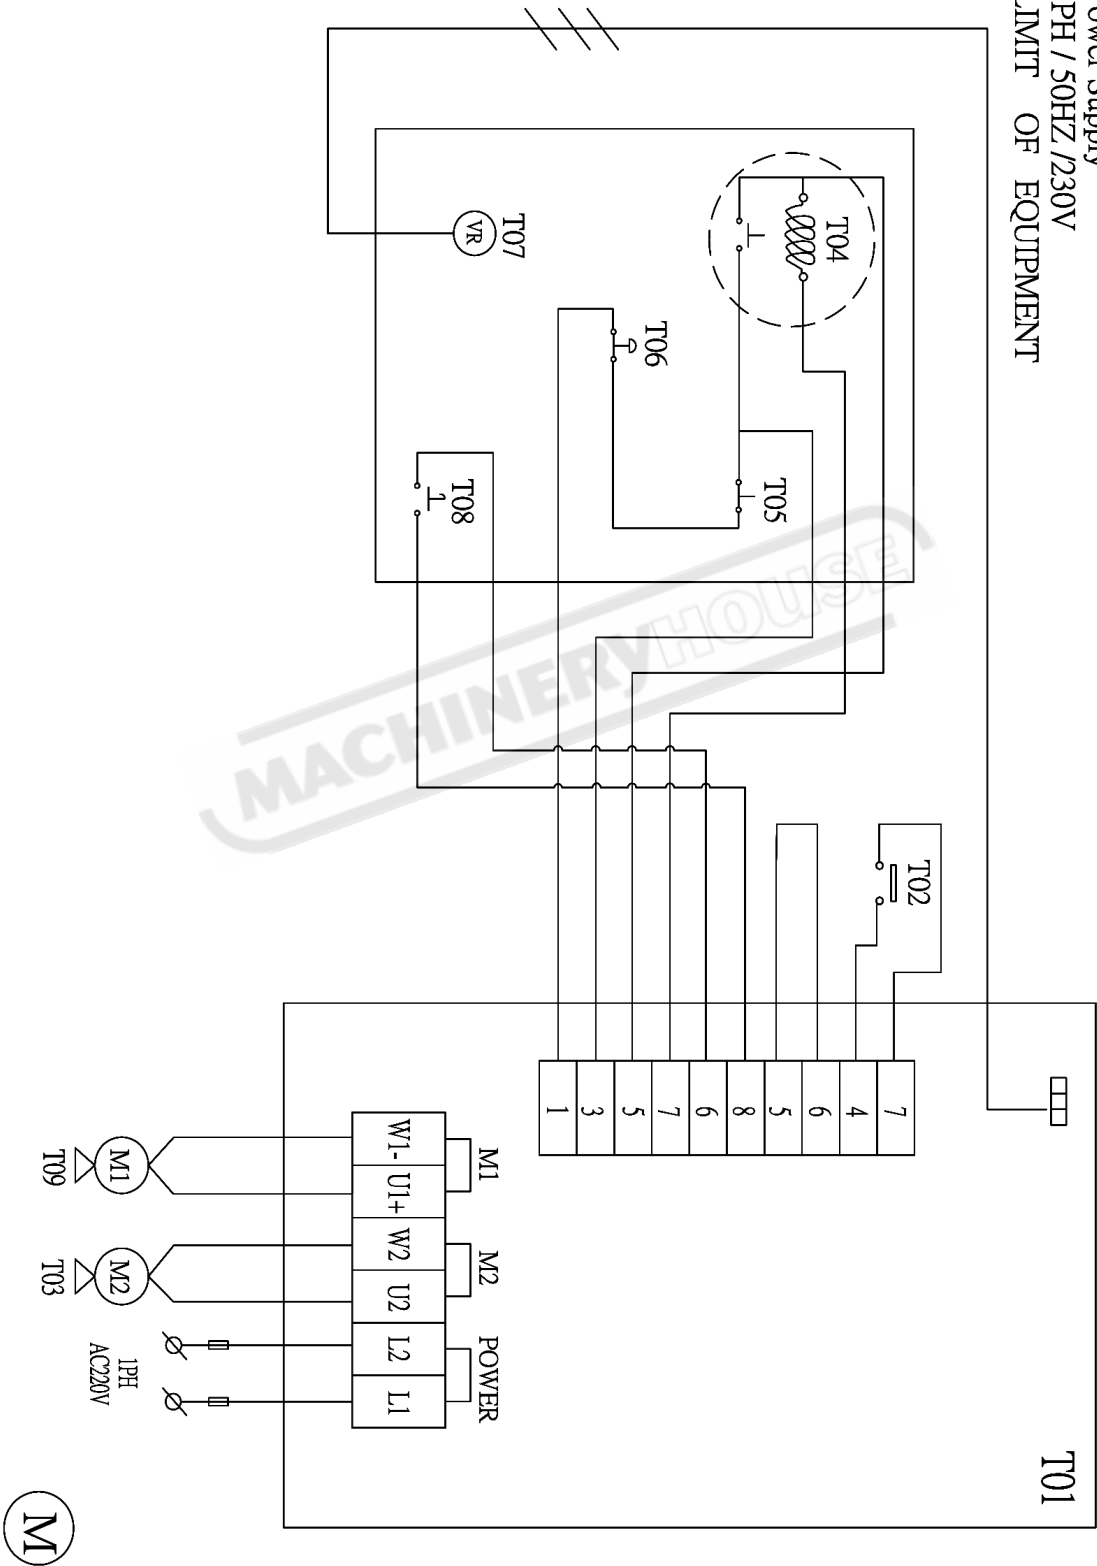 PH / 50HZ /230V
LIMIT OF EQUIPMENT
T04
T07
VR
T06
T05
T08
MACHINERYHOUSE
T02
1
3
5
7
6
8
5
6
4
7
W1-
U1+
W2
U2
L2
L1
M1
M2
POWER
M1
T09
M2
T03
1PH
AC220V
T01
M